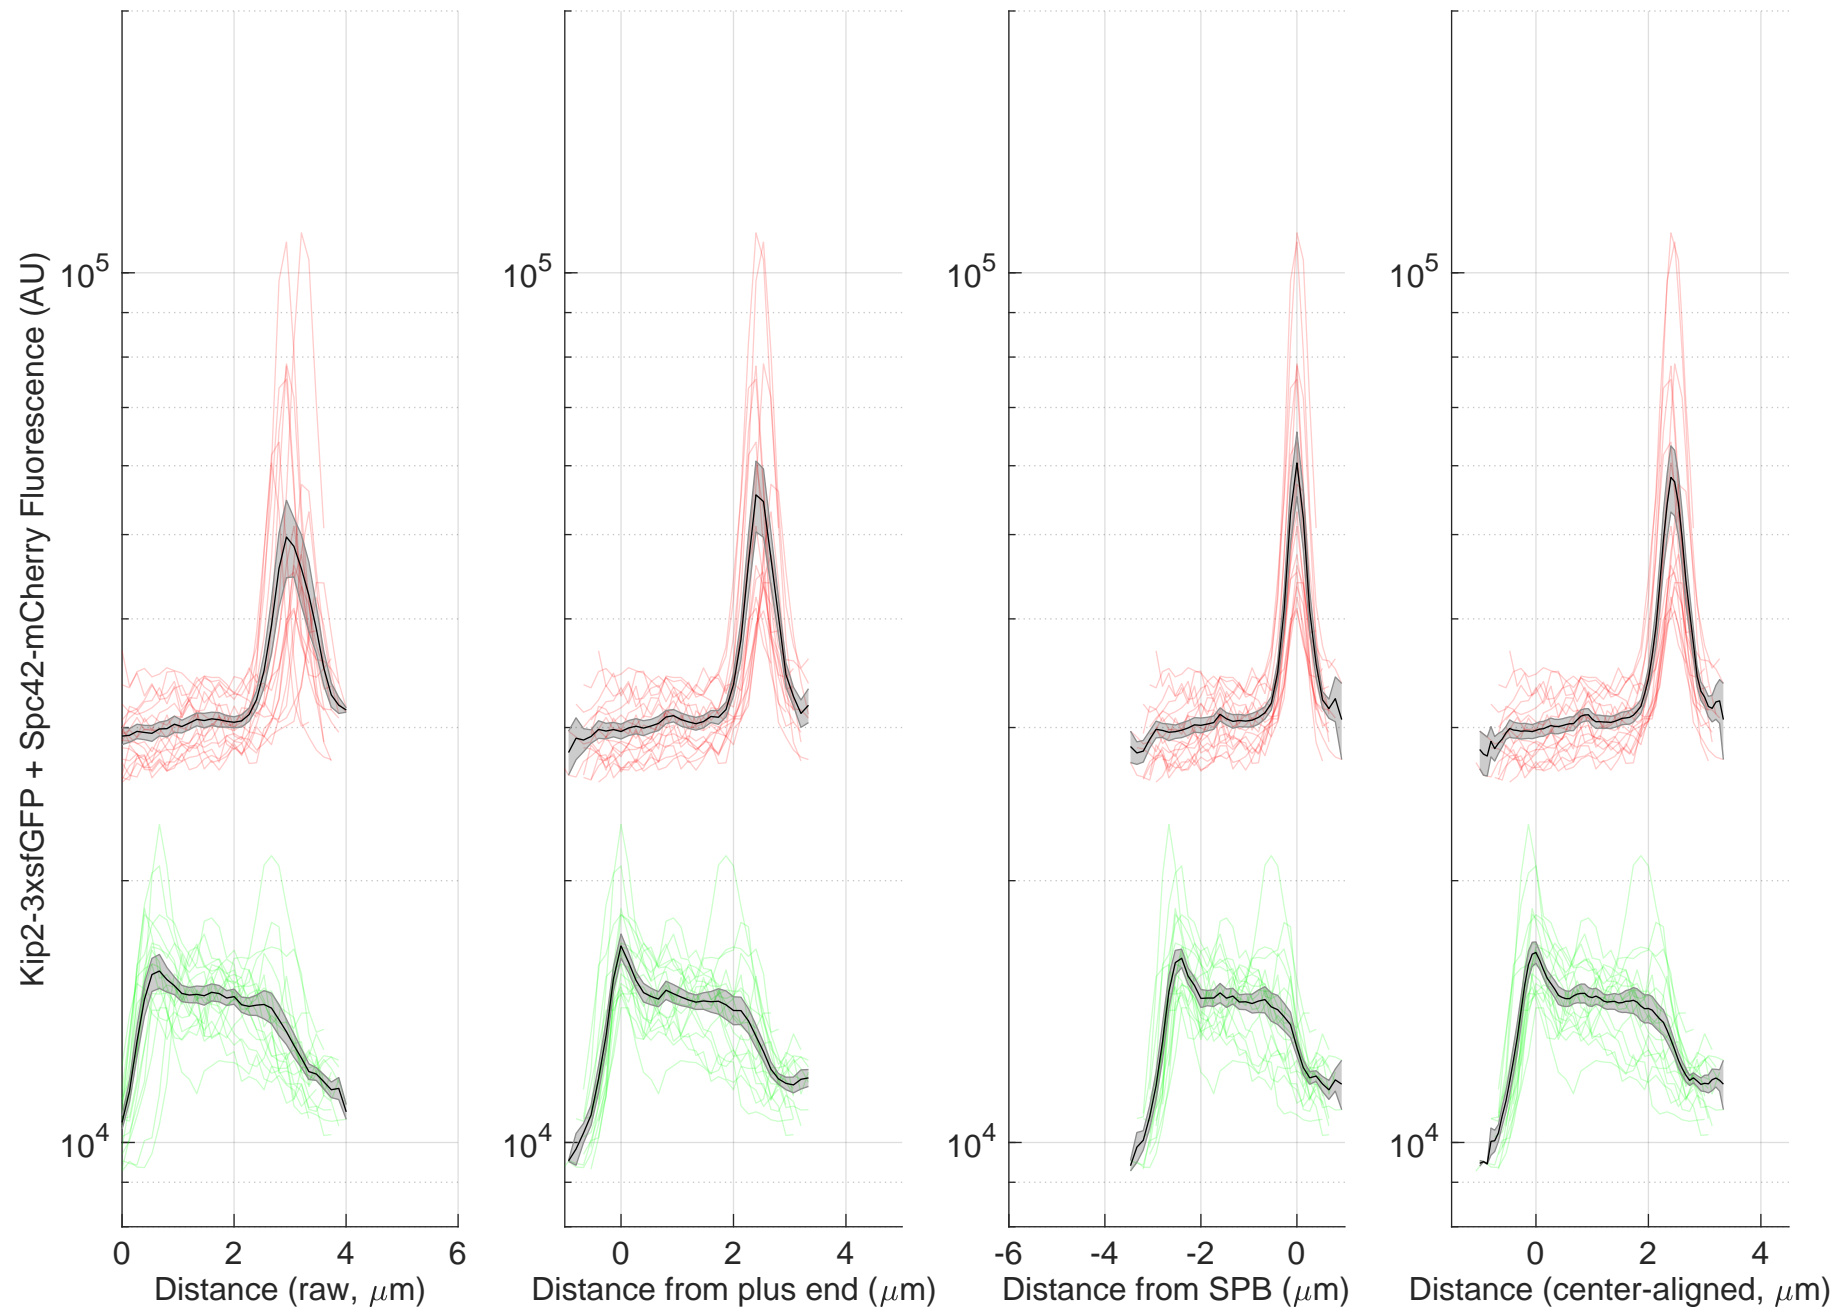 Kip2-3xsfGFP + Spc42-mCherry Fluorescence (AU)
10^5
10^4
0 2 4 6
Distance (raw, μm)
10^5
10^4
0 2 4
Distance from plus end (μm)
10^5
10^4
-6 -4 -2 0
Distance from SPB (μm)
10^5
10^4
0 2 4
Distance (center-aligned, μm)